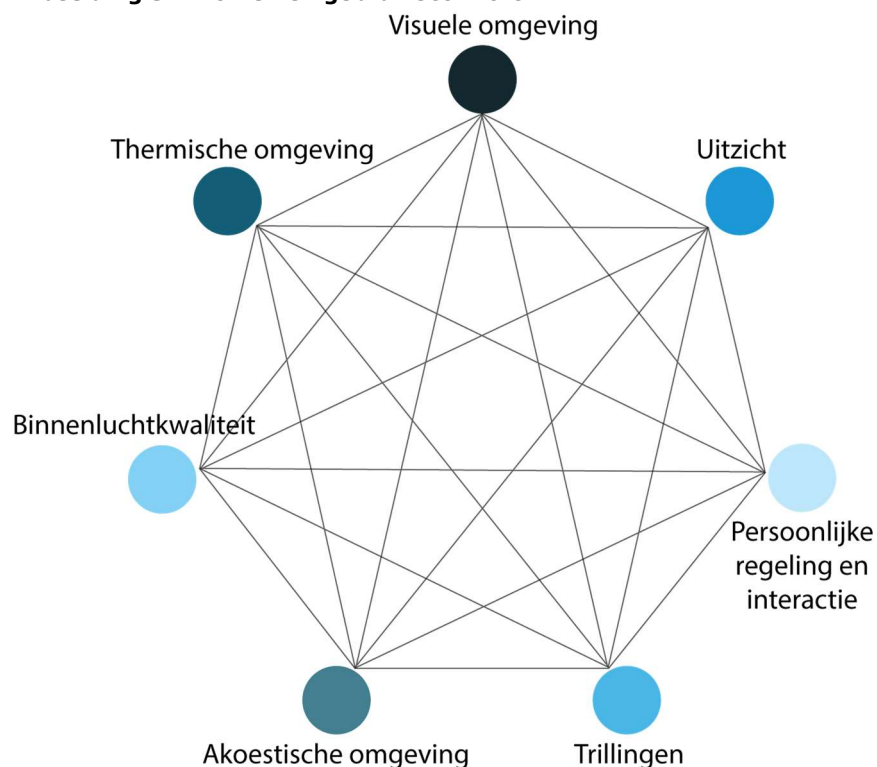 Visuele omgeving
Thermische omgeving
Uitzicht
Binnenluchtkwaliteit
Persoonlijke
regeling en
interactie
Akoestische omgeving
Trillingen